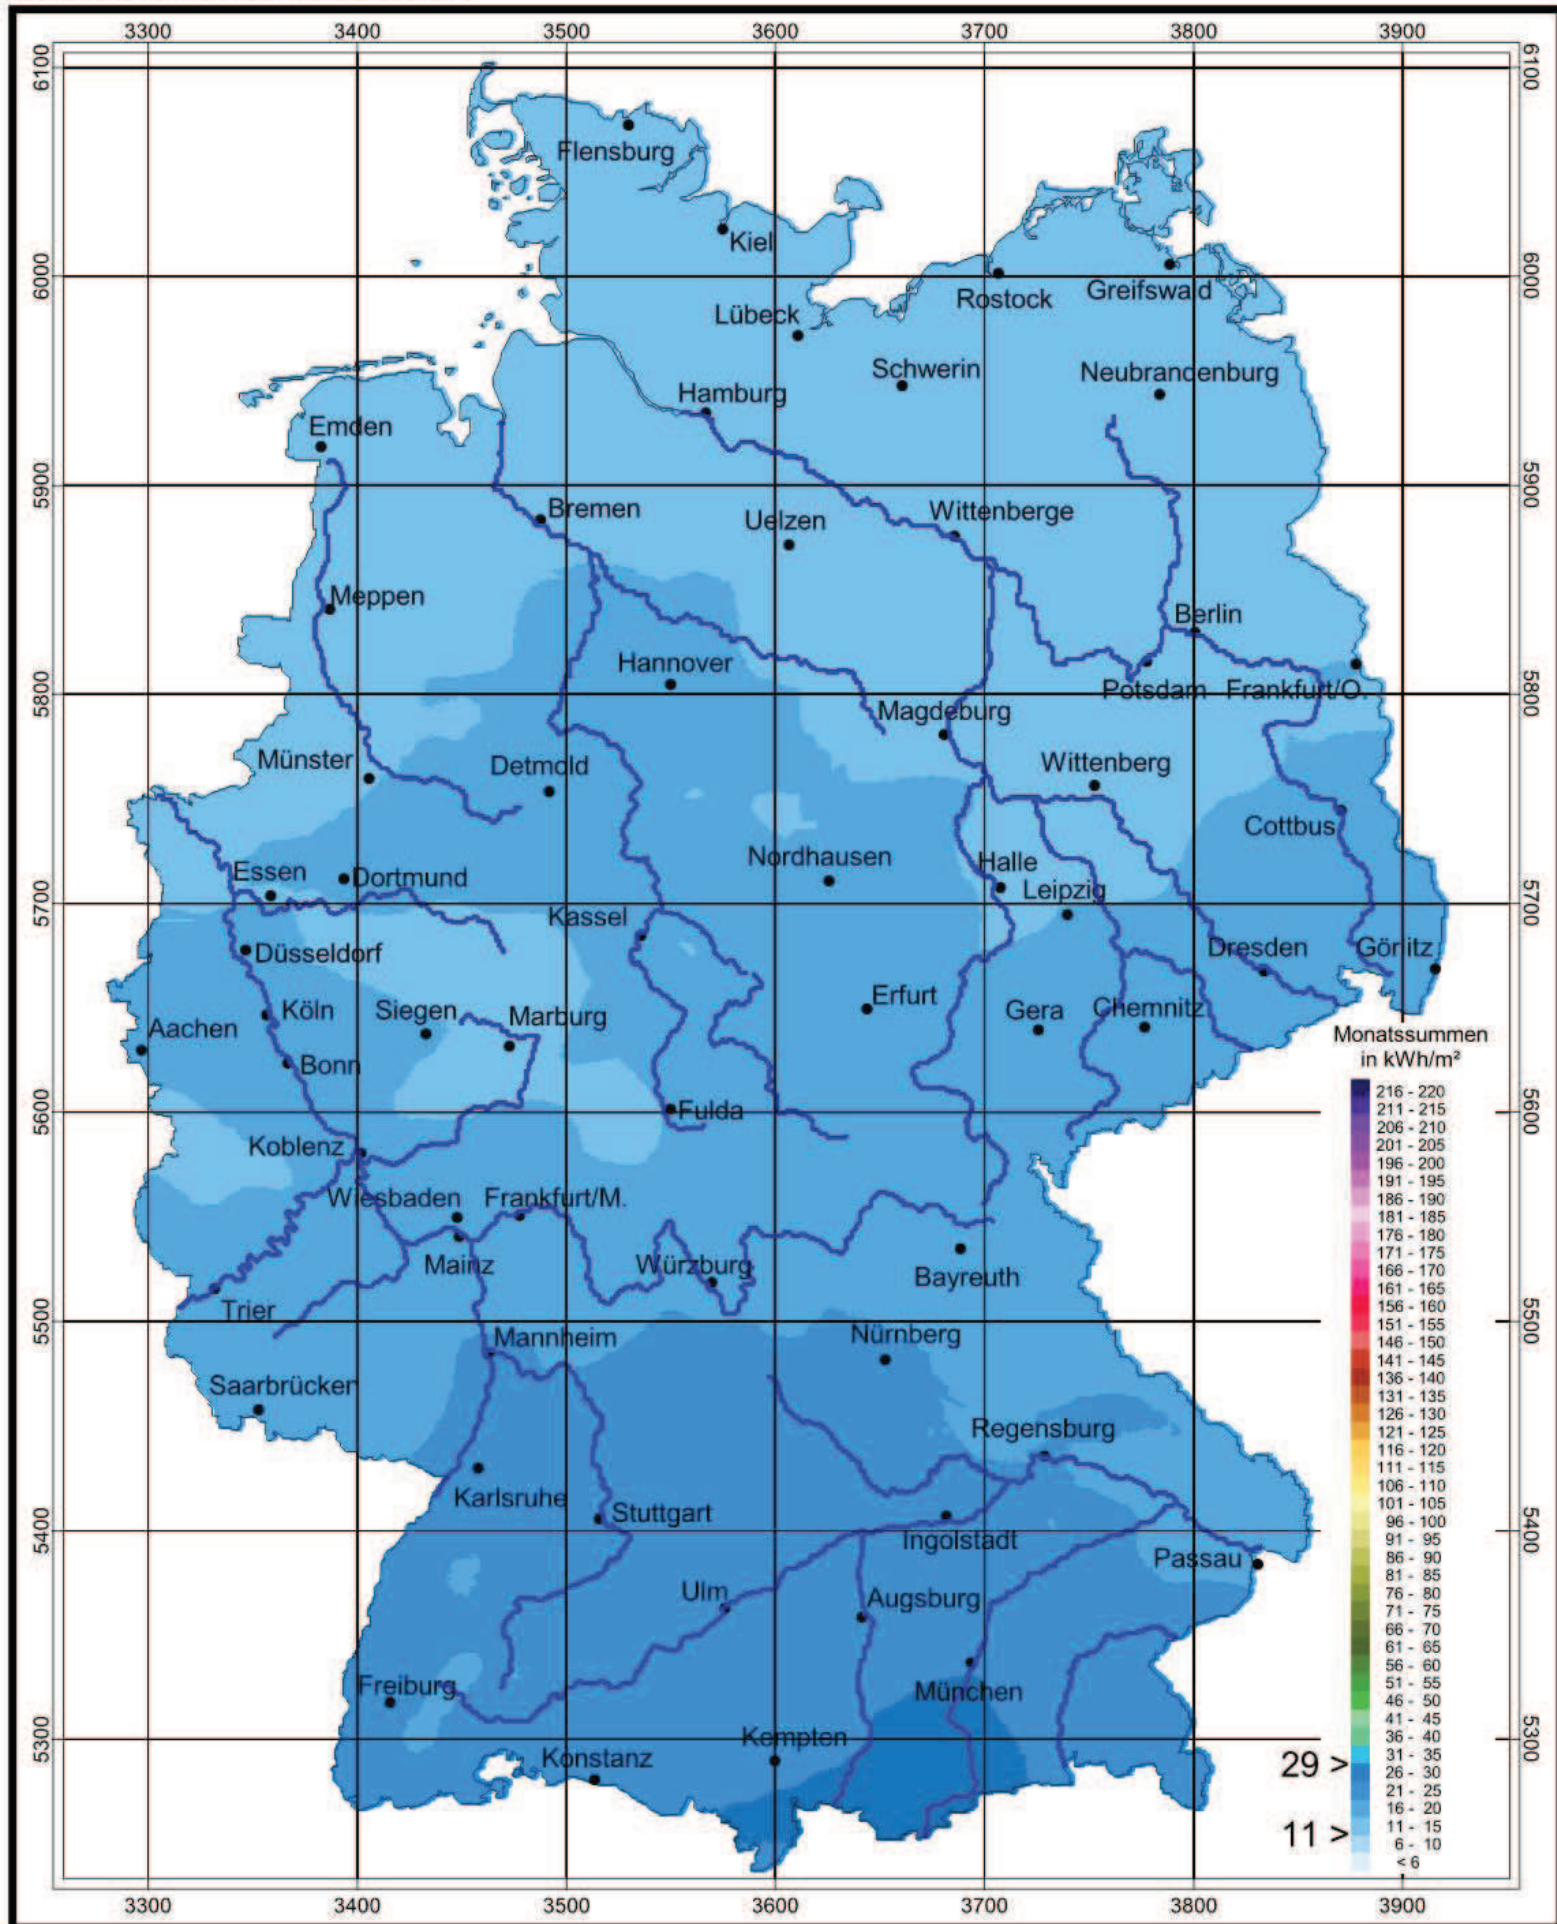 3300 3400 3500 3600 3700 3800 3900
6100 6100
Flensburg
Kiel
6000 6000
Rostock Greifswald
Lübeck
Schwerin Neubrandenburg
Hamburg
Emden
5900 5900
Bremen Uelzen Wittenberge
Meppen Berlin
Hannover
5800 5800
Potsdam Frankfurt/O.
Magdeburg
Münster Detmold Wittenberg
Cottbus
Nordhausen Halle
Essen Dortmund Leipzig
5700 5700
Kassel
Düsseldorf Dresden Görlitz
Köln Siegen Marburg Erfurt Gera Chemnitz
Aachen
Bonn
5600 5600
Fulda
Koblenz
Wiesbaden Frankfurt/M.
Mainz Würzburg Bayreuth
Trier
5500 5500
Mannheim Nürnberg
Saarbrücken
Regensburg
Karlsruhe Stuttgart
5400 5400
Ingolstadt
Passau
Ulm Augsburg
Freiburg München
5300 5300
Konstanz Kempten
Monatssummen
in kWh/m²
216 - 220
211 - 215
206 - 210
201 - 205
196 - 200
191 - 195
186 - 190
181 - 185
176 - 180
171 - 175
166 - 170
161 - 165
156 - 160
151 - 155
146 - 150
141 - 145
136 - 140
131 - 135
126 - 130
121 - 125
116 - 120
111 - 115
106 - 110
101 - 105
96 - 100
91 - 95
86 - 90
81 - 85
76 - 80
71 - 75
66 - 70
61 - 65
56 - 60
51 - 55
46 - 50
41 - 45
36 - 40
31 - 35
29 >
26 - 30
21 - 25
16 - 20
11 >
11 - 15
6 - 10
< 6
3300 3400 3500 3600 3700 3800 3900